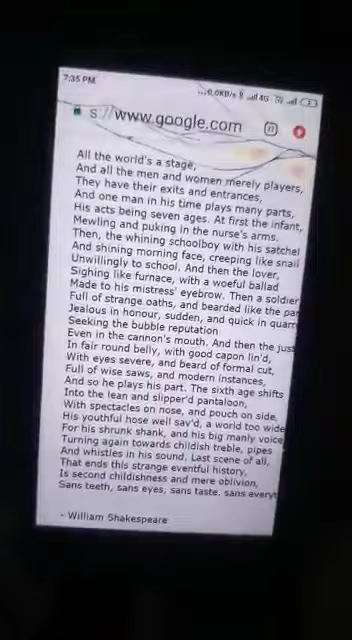 7:35 PM
...0.0KB/s 4G
s://www.google.com
All the world's a stage,
And all the men and women merely players,
They have their exits and entrances,
And one man in his time plays many parts,
His acts being seven ages. At first the infant,
Mewling and puking in the nurse's arms.
Then, the whining schoolboy with his satchel
And shining morning face, creeping like snail
Unwillingly to school. And then the lover,
Sighing like furnace, with a woeful ballad
Made to his mistress' eyebrow. Then a soldier
Full of strange oaths, and bearded like the par
Jealous in honour, sudden, and quick in quarr
Seeking the bubble reputation
Even in the cannon's mouth. And then the just
In fair round belly, with good capon lin'd,
With eyes severe, and beard of formal cut,
Full of wise saws, and modern instances,
And so he plays his part. The sixth age shifts
Into the lean and slipper'd pantaloon,
With spectacles on nose, and pouch on side,
His youthful hose well sav'd, a world too wide
For his shrunk shank, and his big manly voice
Turning again towards childish treble, pipes
And whistles in his sound. Last scene of all,
That ends this strange eventful history,
Is second childishness and mere oblivion,
Sans teeth, sans eyes, sans taste, sans everyt
- William Shakespeare